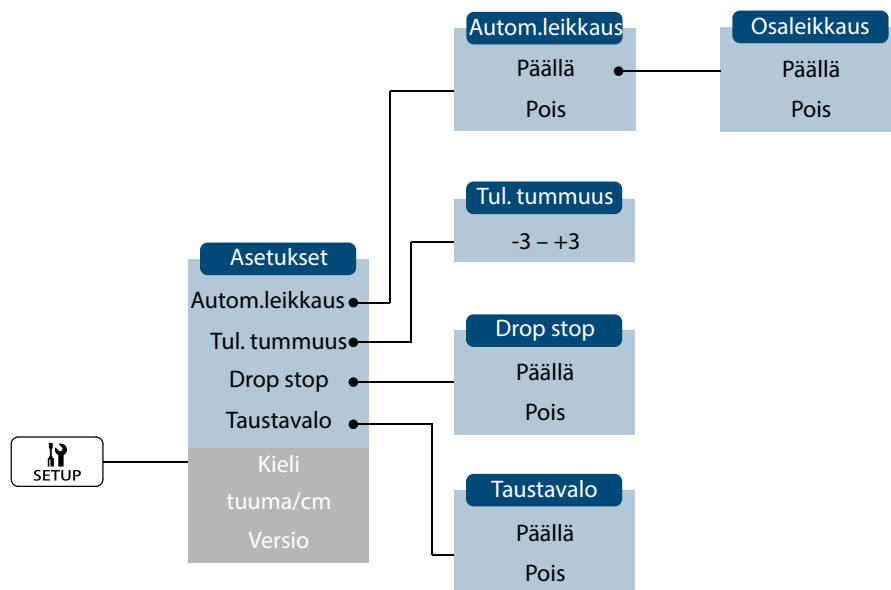 Autom.leikkaus
Päällä
Pois
Osaleikkaus
Päällä
Pois
Tul. tummuus
-3 – +3
Asetukset
Autom.leikkaus
Tul. tummuus
Drop stop
Taustavalo
Kieli
tuuma/cm
Versio
SETUP
Drop stop
Päällä
Pois
Taustavalo
Päällä
Pois